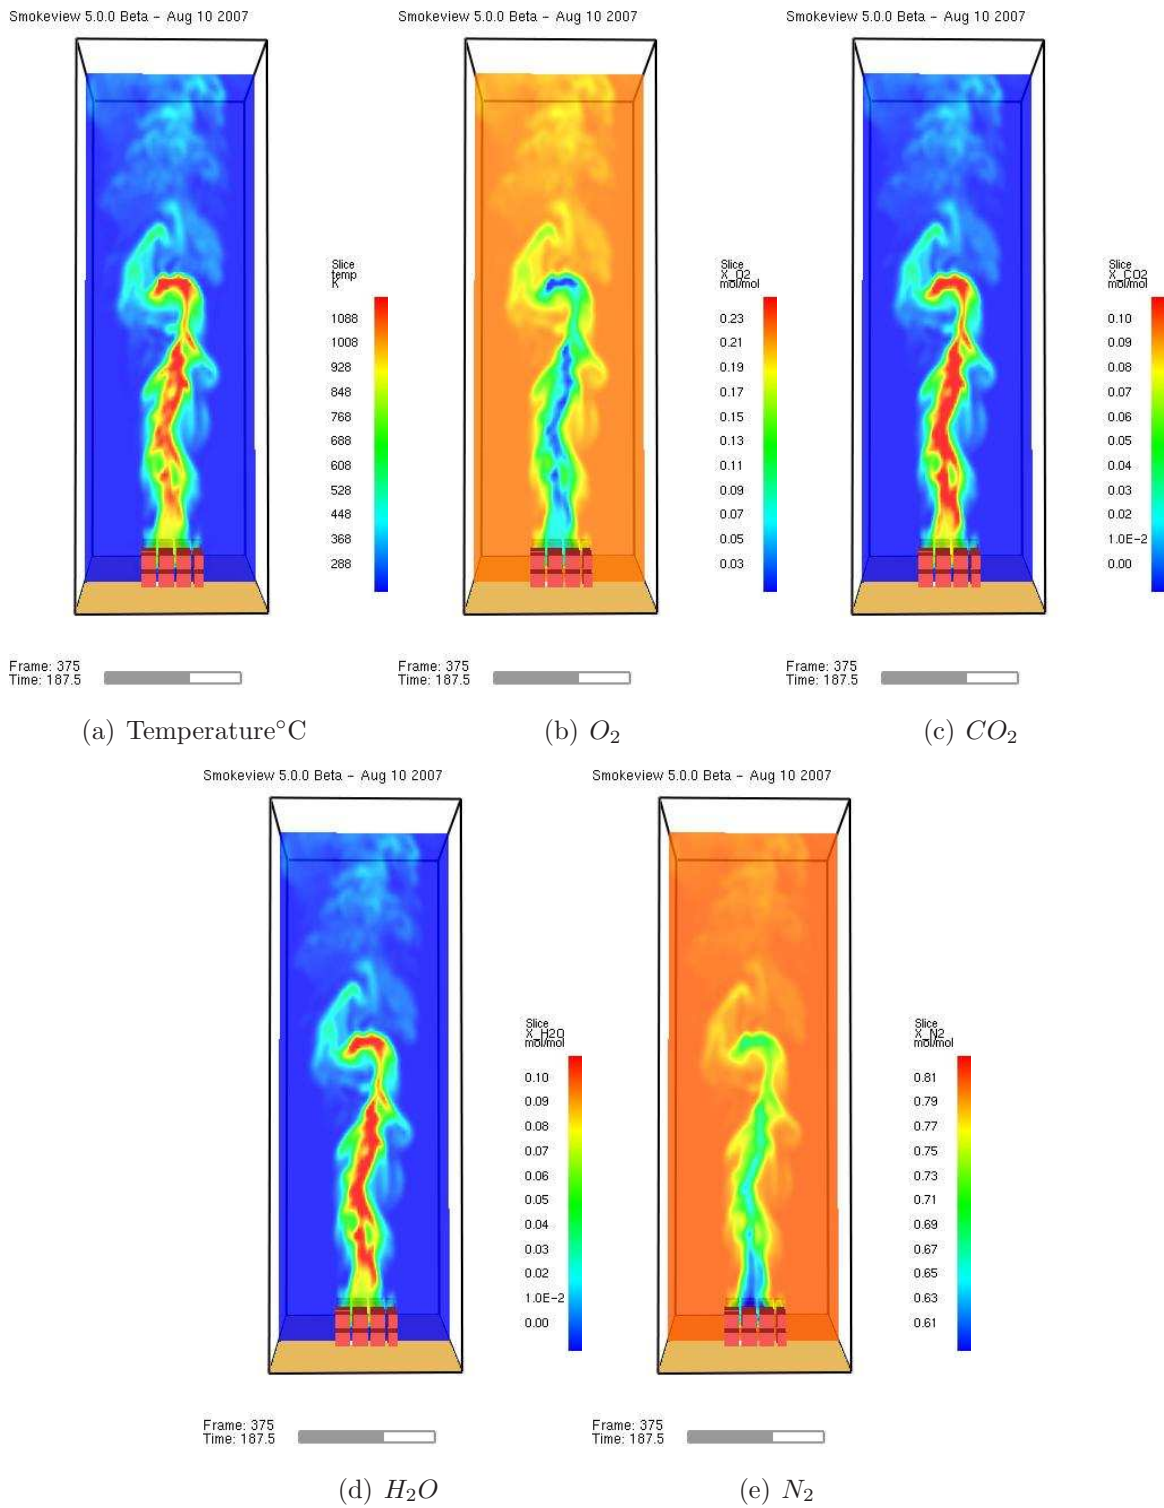 Smokeview 5.0.0 Beta - Aug 10 2007
Slice
temp
K
1088
1008
928
848
768
688
608
528
448
368
288
Frame: 375
Time: 187.5
(a) Temperature°C
Smokeview 5.0.0 Beta - Aug 10 2007
Slice
X_O2
mol/mol
0.23
0.21
0.19
0.17
0.15
0.13
0.11
0.09
0.07
0.05
0.03
Frame: 375
Time: 187.5
(b) O₂
Smokeview 5.0.0 Beta - Aug 10 2007
Slice
X_CO2
mol/mol
0.10
0.09
0.08
0.07
0.06
0.05
0.04
0.03
0.02
1.0E-2
0.00
Frame: 375
Time: 187.5
(c) CO₂
Smokeview 5.0.0 Beta - Aug 10 2007
Slice
X_H2O
mol/mol
0.10
0.09
0.08
0.07
0.06
0.05
0.04
0.03
0.02
1.0E-2
0.00
Frame: 375
Time: 187.5
(d) H₂O
Smokeview 5.0.0 Beta - Aug 10 2007
Slice
X_N2
mol/mol
0.81
0.79
0.77
0.75
0.73
0.71
0.69
0.67
0.65
0.63
0.61
Frame: 375
Time: 187.5
(e) N₂